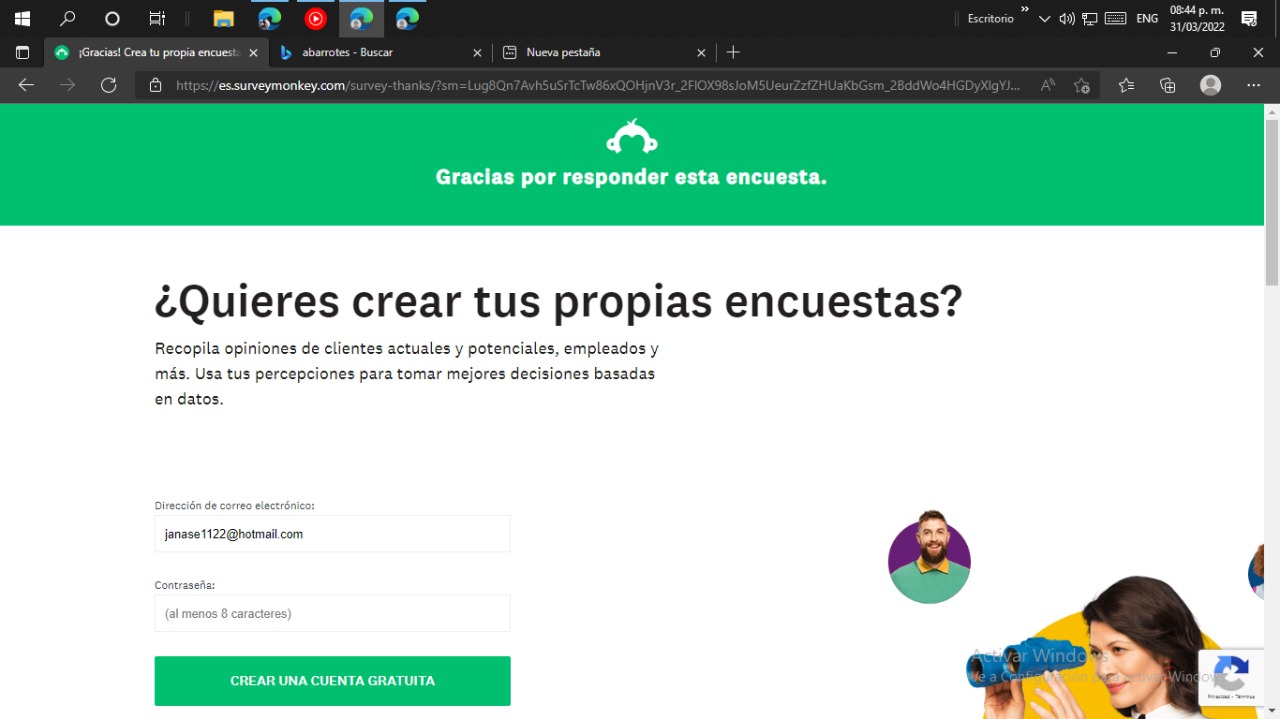 Escritorio
»
ENG
08:44 p. m.
31/03/2022
¡Gracias! Crea tu propia encuesta
abarrotes - Buscar
Nueva pestaña
https://es.surveymonkey.com/survey-thanks/?sm=Lug8Qn7Avh5uSrTcTw86xQOHjnV3r_2FIOX98sJoM5UeurZzfZHUaKbGsm_2BddWo4HGDyXlgYJ...
Gracias por responder esta encuesta.
¿Quieres crear tus propias encuestas?
Recopila opiniones de clientes actuales y potenciales, empleados y
más. Usa tus percepciones para tomar mejores decisiones basadas
en datos.
Dirección de correo electrónico:
janase1122@hotmail.com
Contraseña:
(al menos 8 caracteres)
CREAR UNA CUENTA GRATUITA
Activar Windows
Ve a Configuración para activar Windows.
Privacidad - Términos